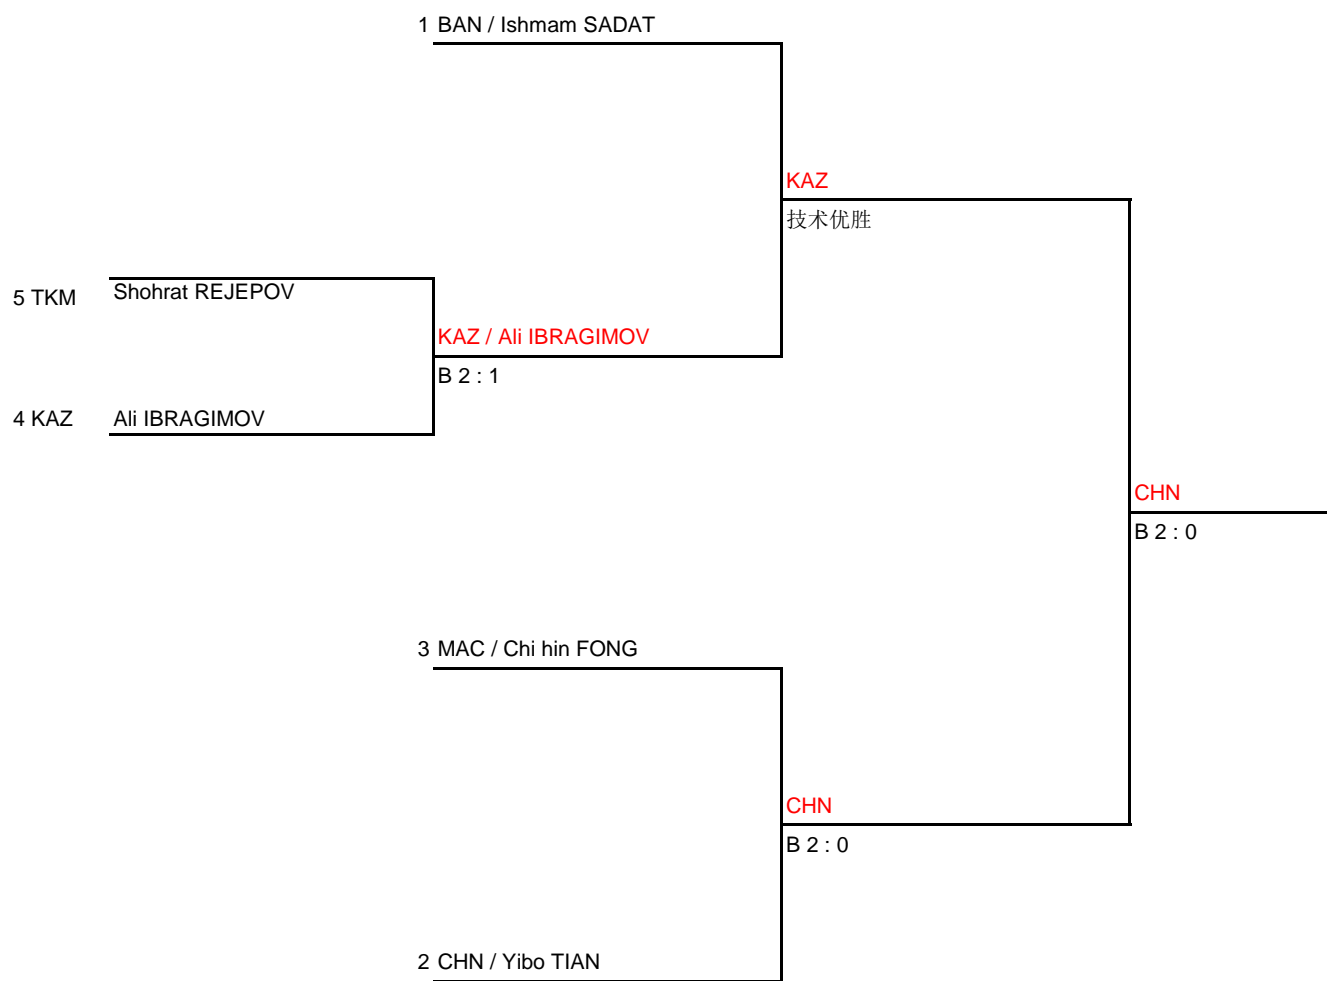 1 BAN / Ishmam SADAT
KAZ
技术优胜
5 TKM Shohrat REJEPOV
KAZ / Ali IBRAGIMOV
B 2 : 1
4 KAZ Ali IBRAGIMOV
CHN
B 2 : 0
3 MAC / Chi hin FONG
CHN
B 2 : 0
2 CHN / Yibo TIAN